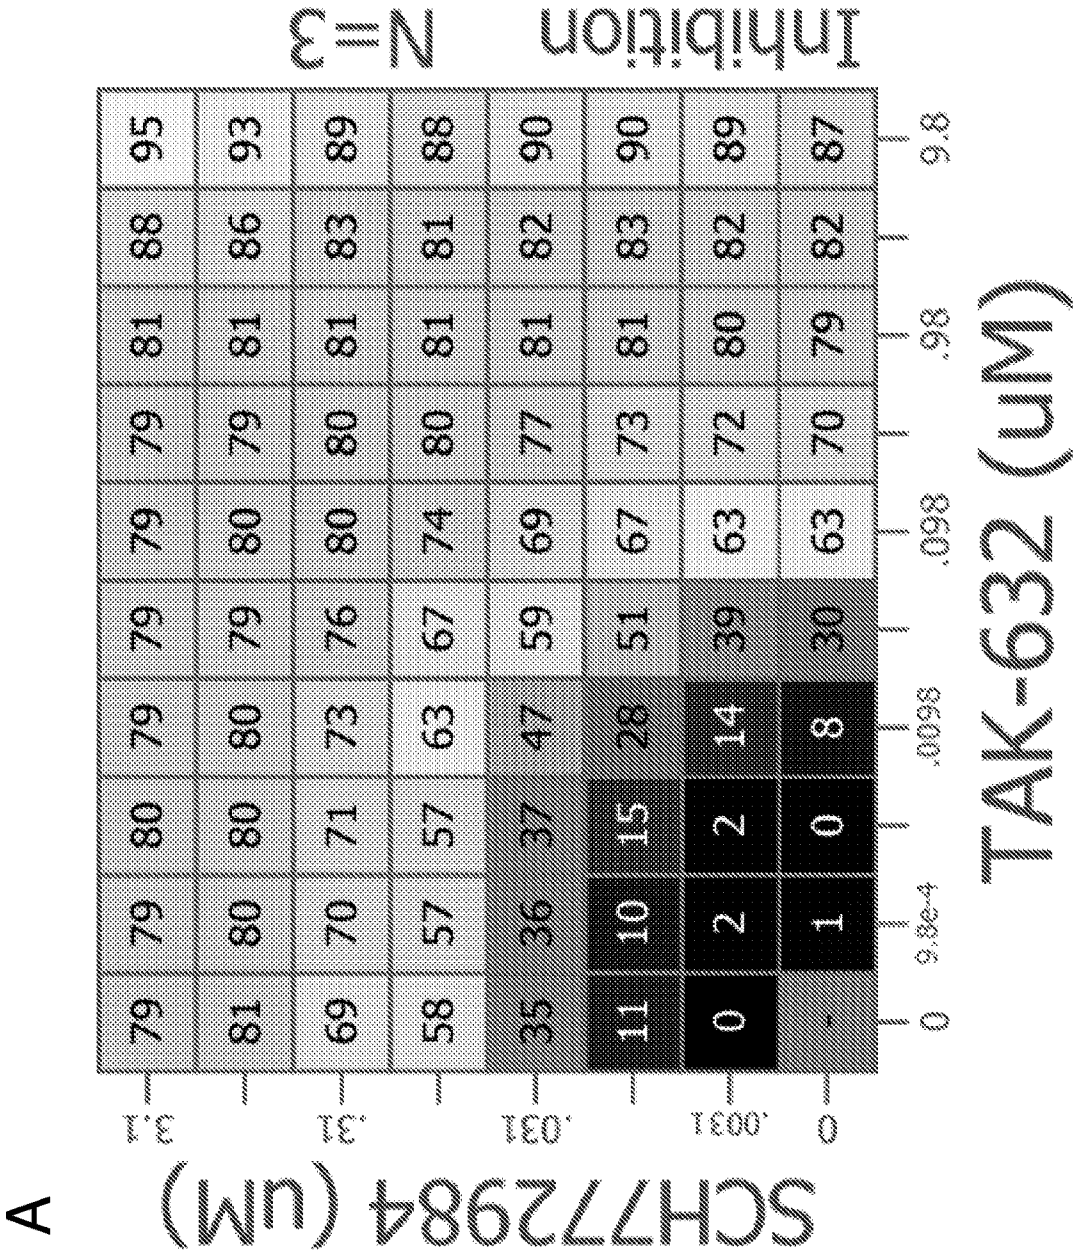 A
N=3
Inhibition
SCH772984 (uM)
3.1 79 79 80 79 79 79 79 81 88 95
81 80 80 80 79 80 79 81 86 93
.31 69 70 71 73 76 80 80 81 83 89
58 57 57 63 67 74 80 81 81 88
.031 35 36 37 47 59 69 77 81 82 90
11 10 15 28 51 67 73 81 83 90
.0031 0 2 2 14 39 63 72 80 82 89
0 - 1 0 8 30 63 70 79 82 87
0 9.8e-4 .0098 .098 .98 9.8
TAK-632 (uM)